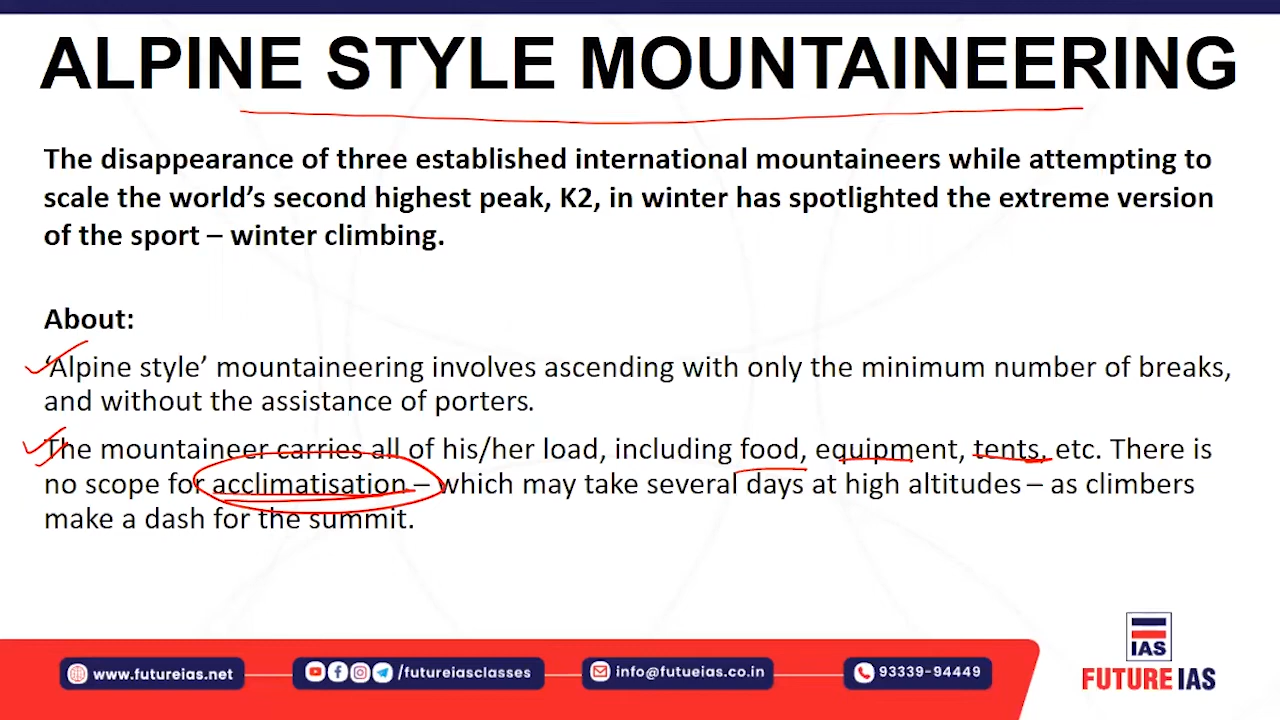 ALPINE STYLE MOUNTAINEERING
The disappearance of three established international mountaineers while attempting to
scale the world's second highest peak, K2, in winter has spotlighted the extreme version
of the sport – winter climbing.
About:
'Alpine style' mountaineering involves ascending with only the minimum number of breaks,
and without the assistance of porters.
The mountaineer carries all of his/her load, including food, equipment, tents, etc. There is
no scope for acclimatisation – which may take several days at high altitudes – as climbers
make a dash for the summit.
IAS
FUTURE IAS
www.futureias.net
/futureiasclasses
info@futueias.co.in
93339-94449